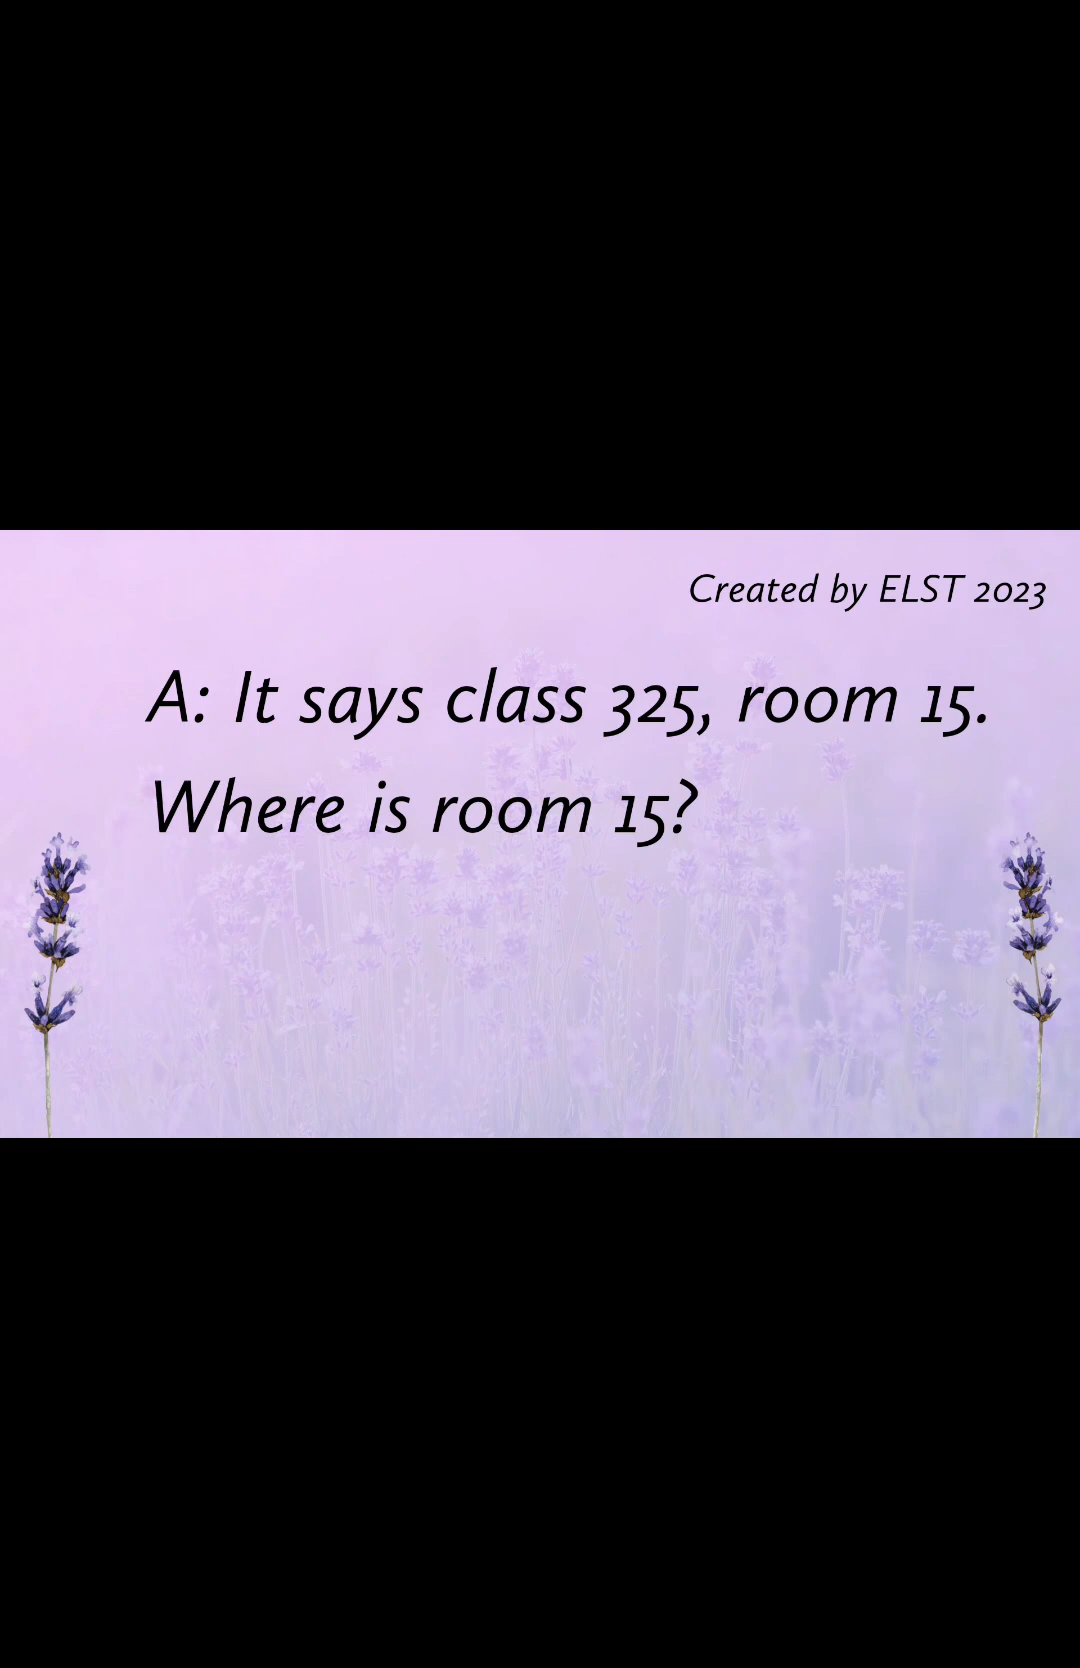 Created by ELST 2023
A: It says class 325, room 15.
Where is room 15?